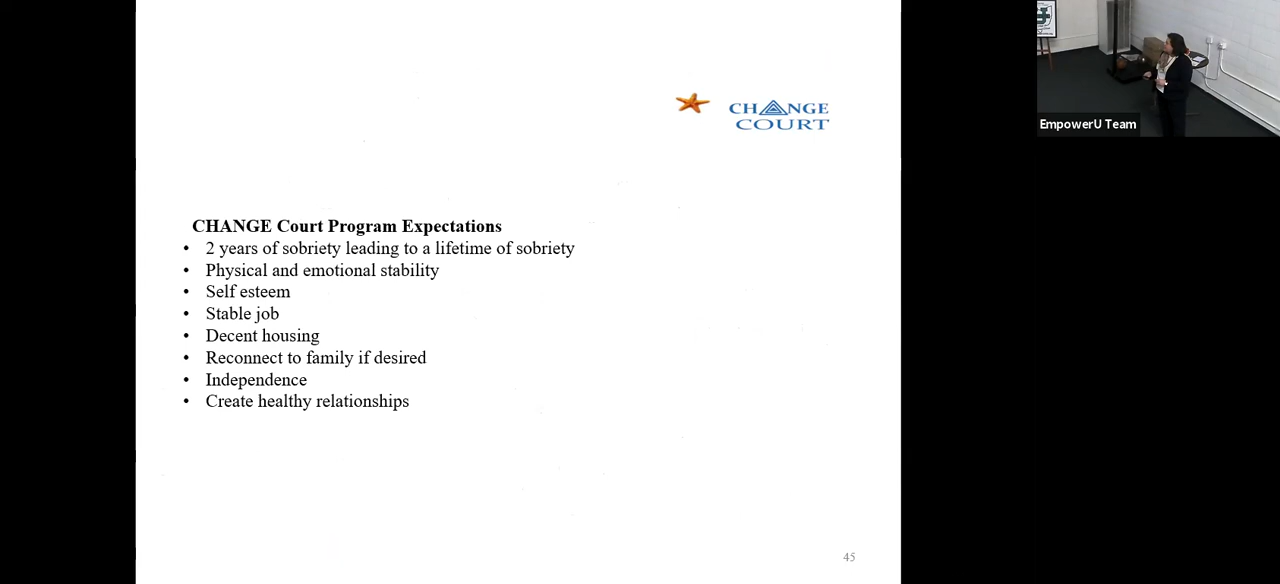 CHANGE
COURT
CHANGE Court Program Expectations
• 2 years of sobriety leading to a lifetime of sobriety
• Physical and emotional stability
• Self esteem
• Stable job
• Decent housing
• Reconnect to family if desired
• Independence
• Create healthy relationships
45
EmpowerU Team